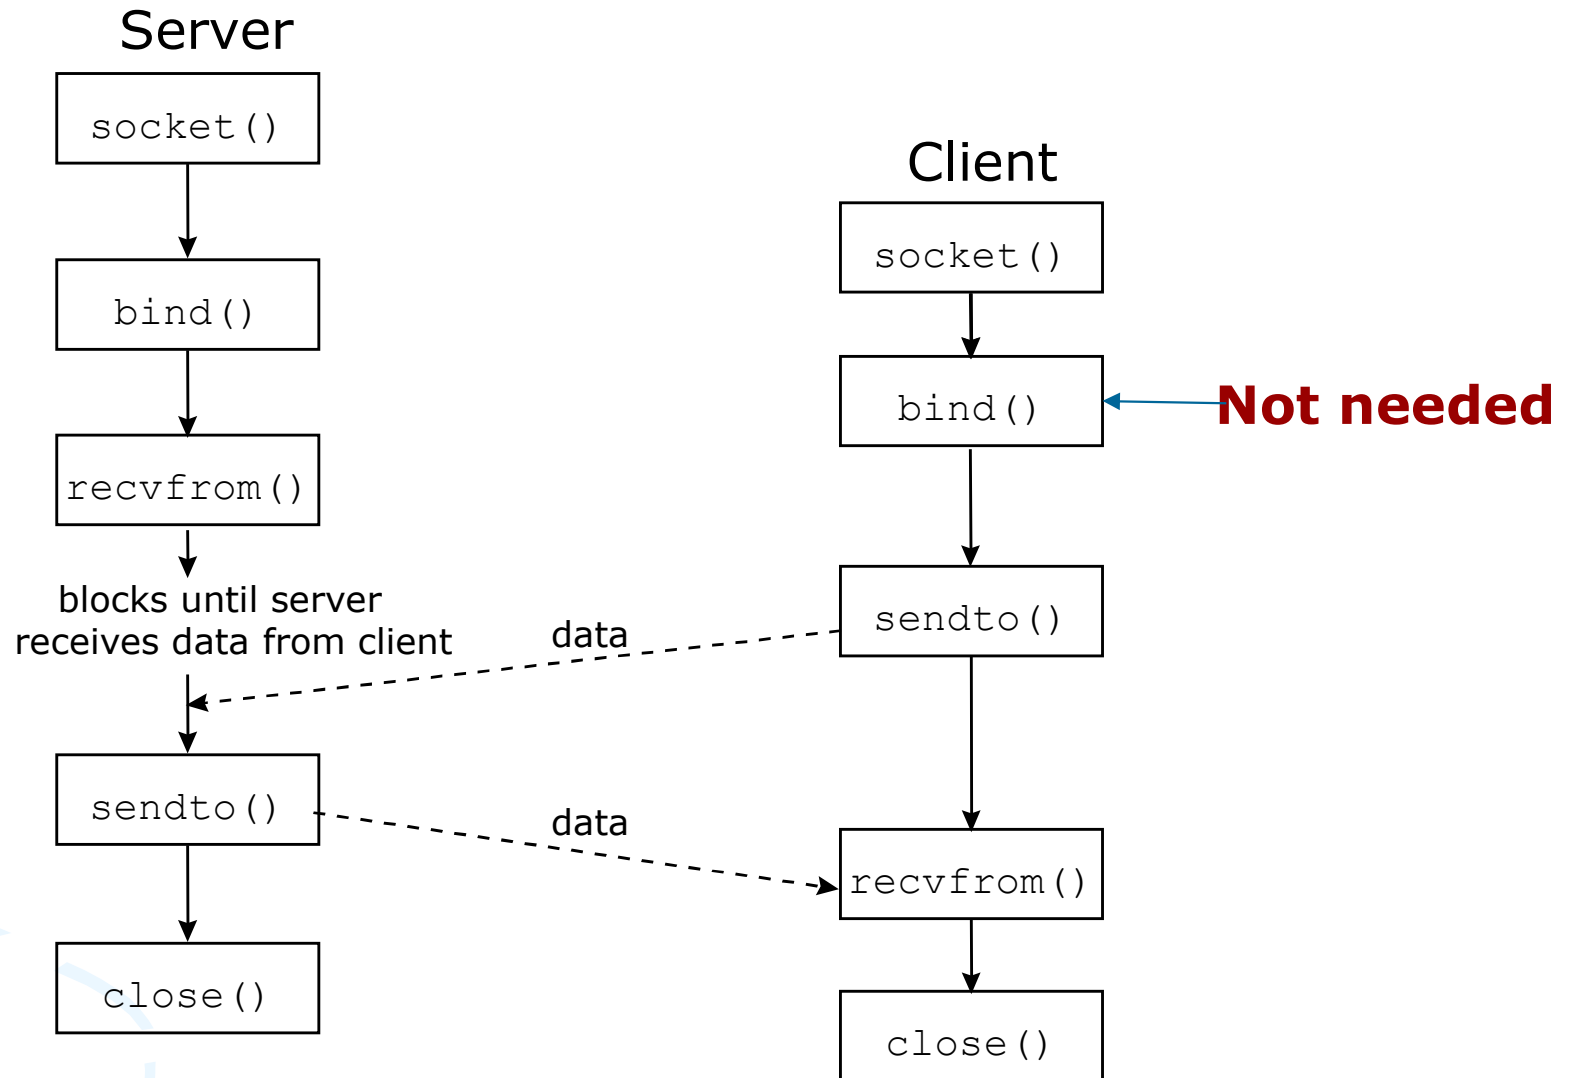 Server
socket()
bind()
recvfrom()
blocks until server
receives data from client
sendto()
close()
Client
socket()
bind()
Not needed
sendto()
recvfrom()
close()
data
data